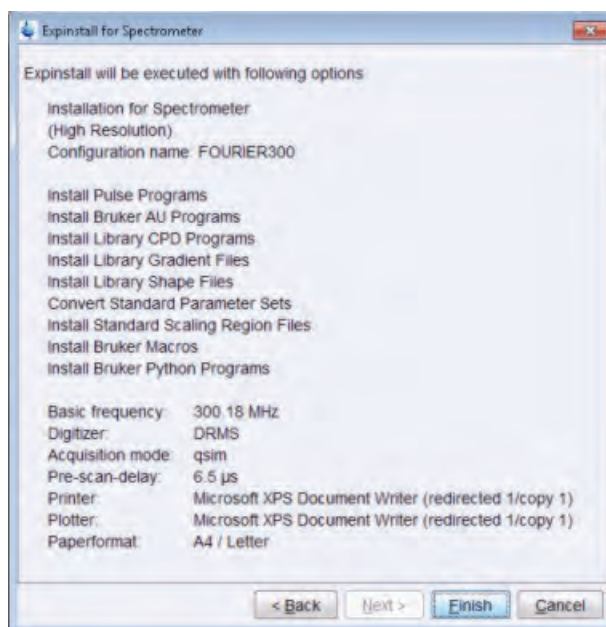 Expinstall for Spectrometer
Expinstall will be executed with following options
Installation for Spectrometer
(High Resolution)
Configuration name: FOURIER300
Install Pulse Programs
Install Bruker AU Programs
Install Library CPD Programs
Install Library Gradient Files
Install Library Shape Files
Convert Standard Parameter Sets
Install Standard Scaling Region Files
Install Bruker Macros
Install Bruker Python Programs
Basic frequency: 300.18 MHz
Digitizer: DRMS
Acquisition mode: qsim
Pre-scan-delay: 6.5 µs
Printer: Microsoft XPS Document Writer (redirected 1/copy 1)
Plotter: Microsoft XPS Document Writer (redirected 1/copy 1)
Paperformat: A4 / Letter
< Back Next > Finish Cancel